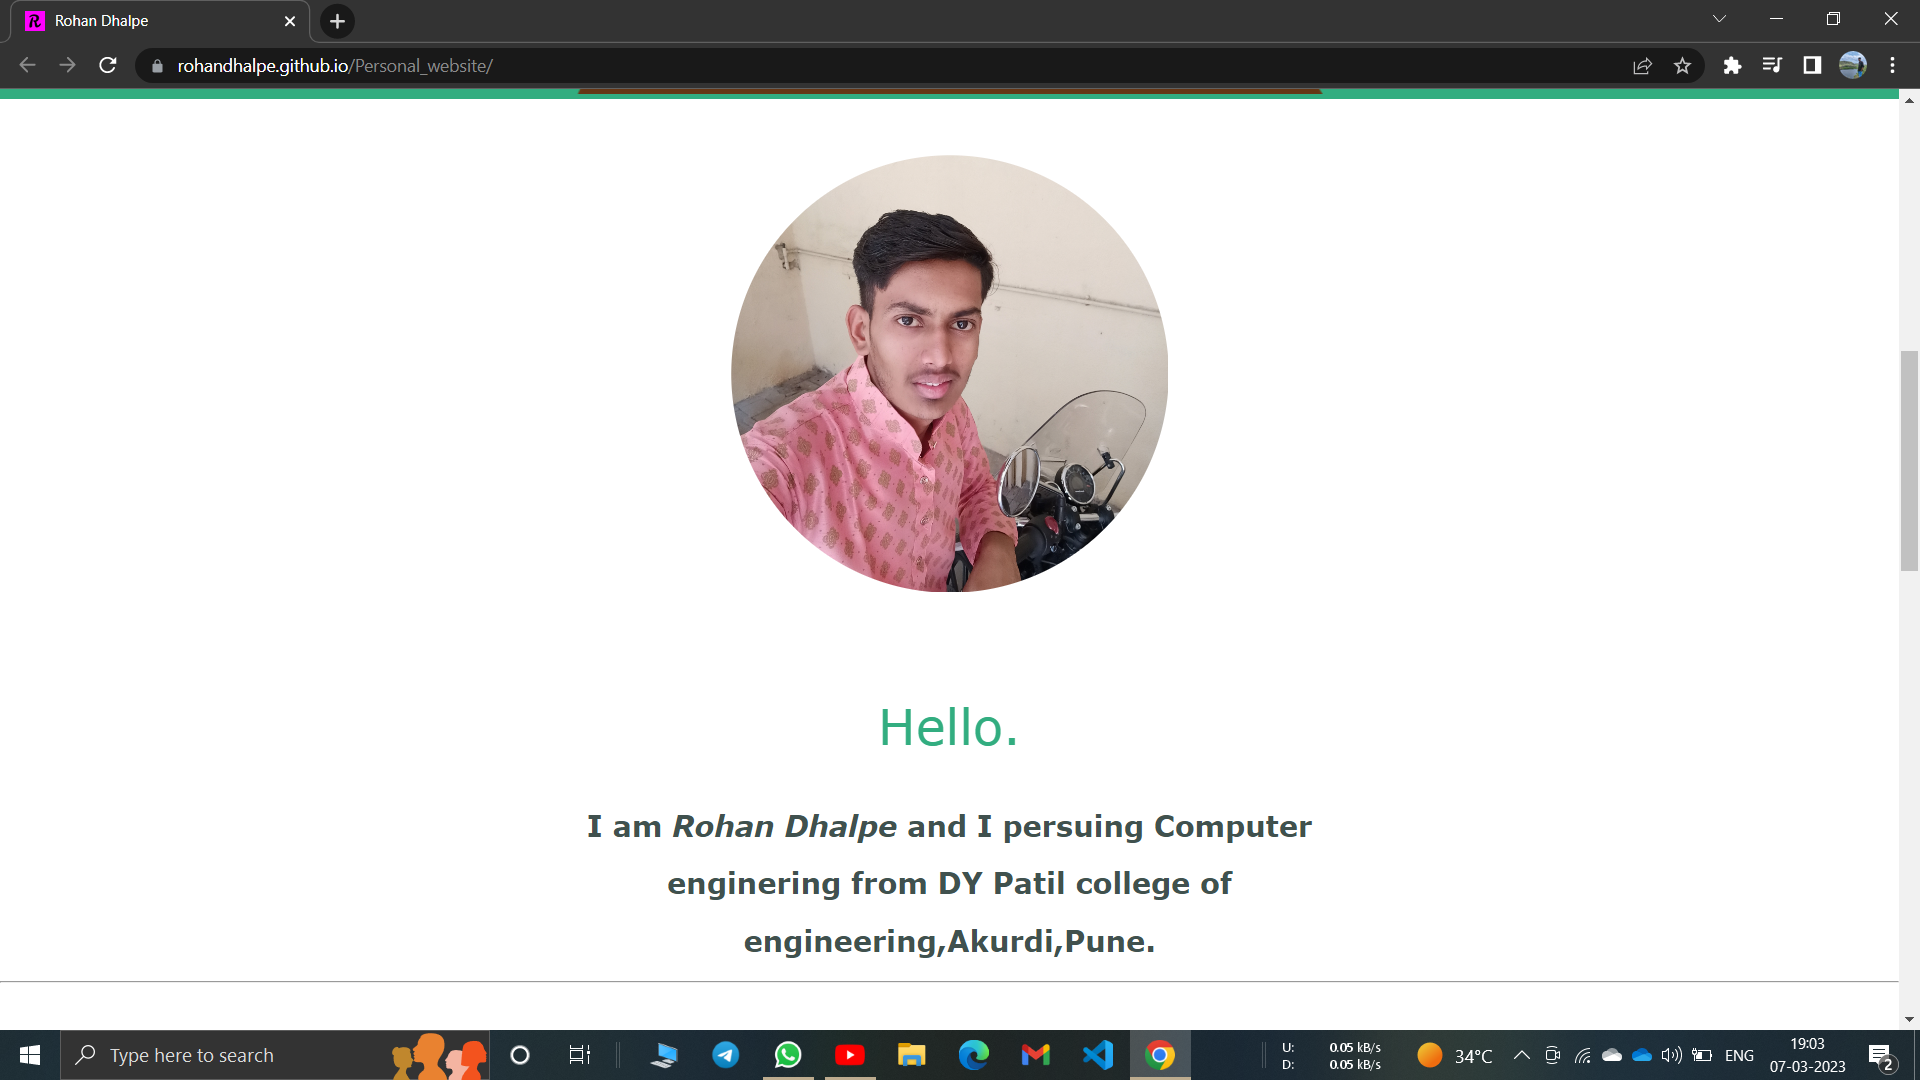 Rohan Dhalpe
rohandhalpe.github.io/Personal_website/
Hello.
I am Rohan Dhalpe and I persuing Computer
enginering from DY Patil college of
engineering,Akurdi,Pune.
Type here to search
U: 0.05 kB/s
D: 0.05 kB/s
34°C
ENG
19:03
07-03-2023
2